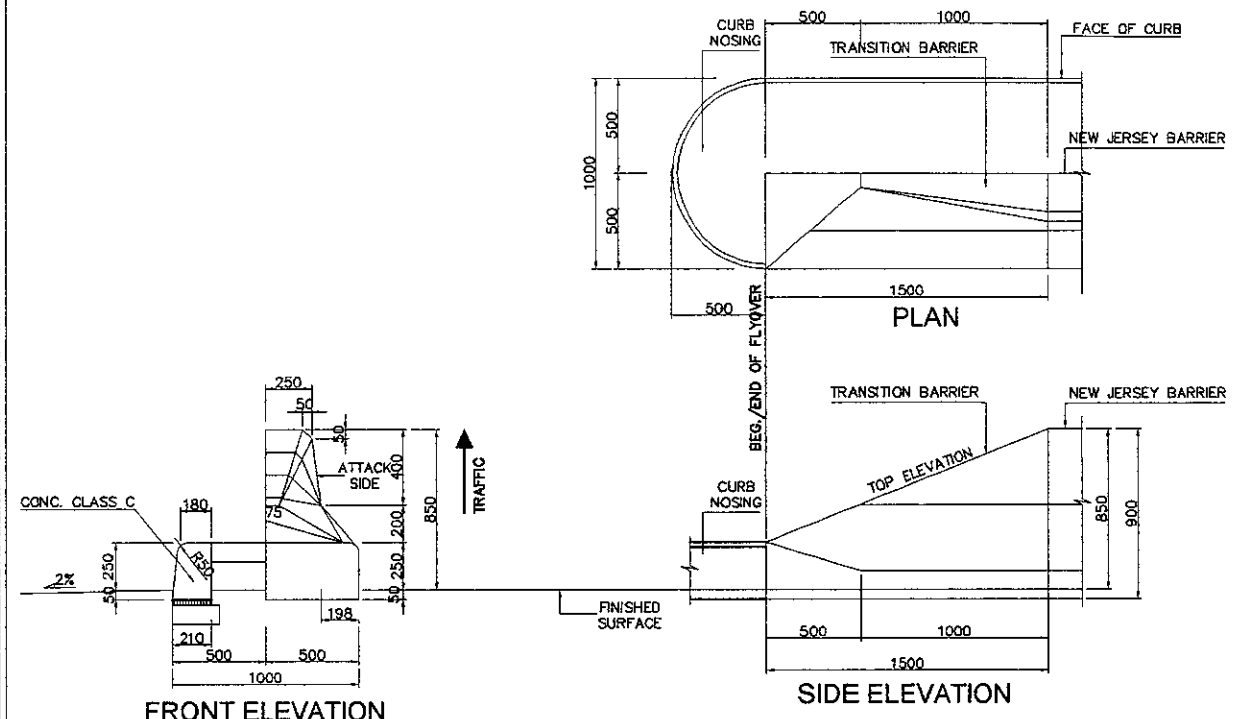 500
1000
CURB
NOSING
FACE OF CURB
TRANSITION BARRIER
NEW JERSEY BARRIER
1000
500
500
500
1500
PLAN
BEG./END OF FLYOVER
250
50
50
ATTACK
SIDE
TRAFFIC
400
850
200
75
CONC. CLASS C
180
R50
250
250
2%
50
50
198
210
500
500
1000
FRONT ELEVATION
FINISHED
SURFACE
TRANSITION BARRIER
NEW JERSEY BARRIER
TOP ELEVATION
CURB
NOSING
850
900
500
1000
1500
SIDE ELEVATION